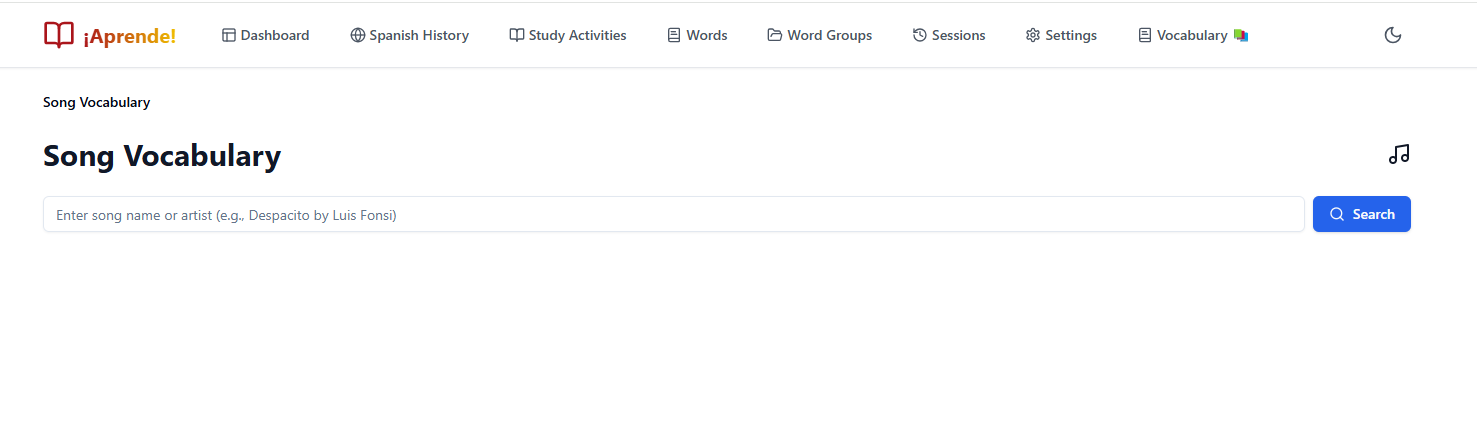 ¡Aprende! Dashboard Spanish History Study Activities Words Word Groups Sessions Settings Vocabulary
Song Vocabulary
Song Vocabulary
Enter song name or artist (e.g., Despacito by Luis Fonsi) Search